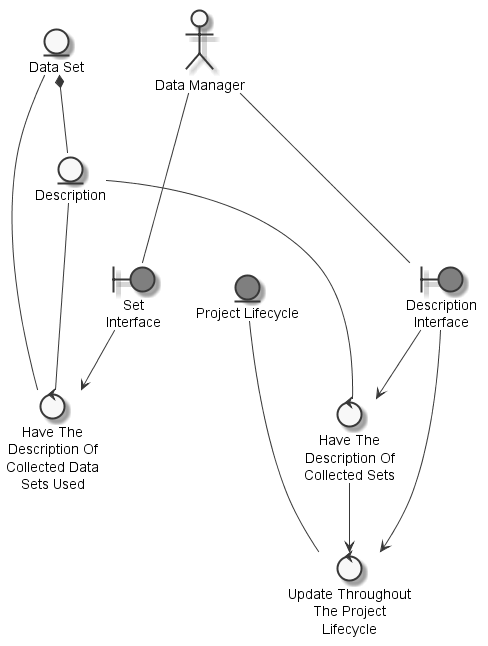 Data Set
Data Manager
Description
Set
Interface
Project Lifecycle
Description
Interface
Have The
Description Of
Collected Data
Sets Used
Have The
Description Of
Collected Sets
Update Throughout
The Project
Lifecycle